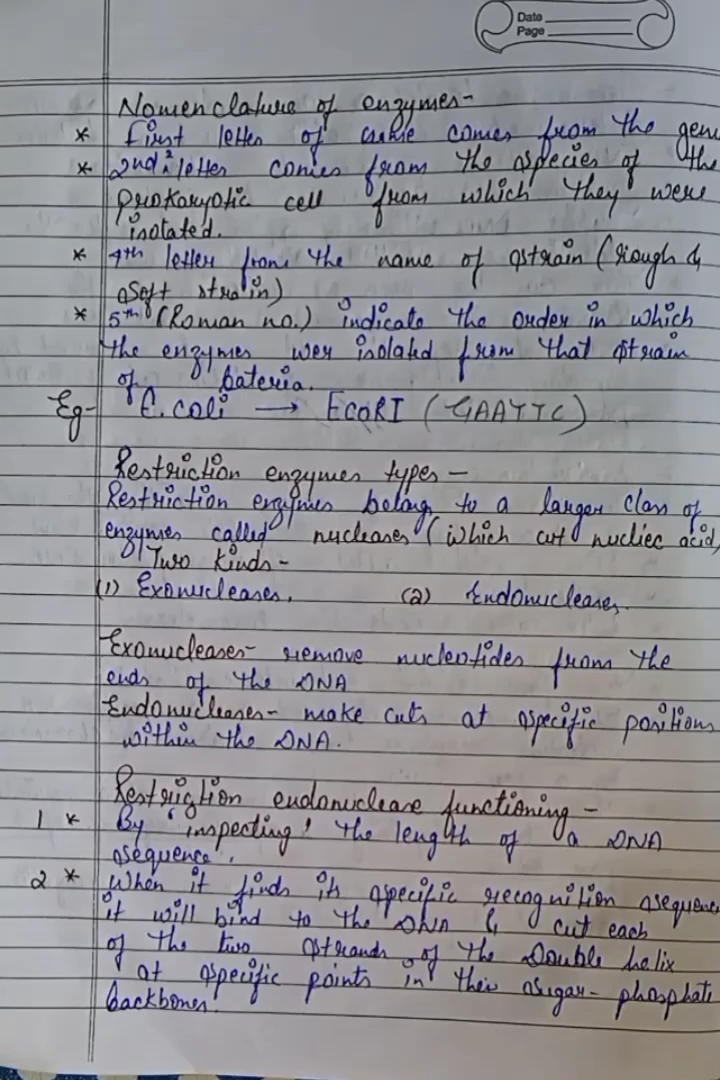 Date
Page
Nomenclature of enzymes-
* First letter of come comes from the genu
* 2nd letter comes from the species of the
prokaryotic cell from which they were
isolated.
* 4th letter from the name of strain (rough &
soft strain)
* 5th (Roman no.) indicate the order in which
the enzymes wer isolated from that strain
of bateria.
Eg- E. coli → EcoRI (GAATTC)
Restriction enzymes types -
Restriction enzymes belong to a larger class of
enzymes called nucleases (which cut nucliec acid)
Two kinds-
(1) Exonucleases. (2) Endonucleases.
Exonucleases- remove nucleotides from the
ends of the DNA
Endonucleases- make cuts at specific positions
within the DNA.
Restriction endonuclease functioning -
1 * By 'inspecting' the length of a DNA
sequence.
2 * When it finds its specific recognition sequence
it will bind to the DNA & cut each
of the two strands of the Double helix
at specific points in their sugar-phosphate
backbones.